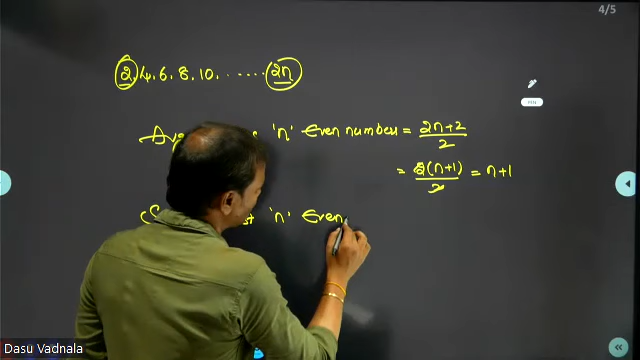 4/5
2, 4, 6, 8, 10, ...... 2n
'n' Even numbers = 2n+2/2
= 2(n+1)/2 = n+1
'n' Even
Dasu Vadnala